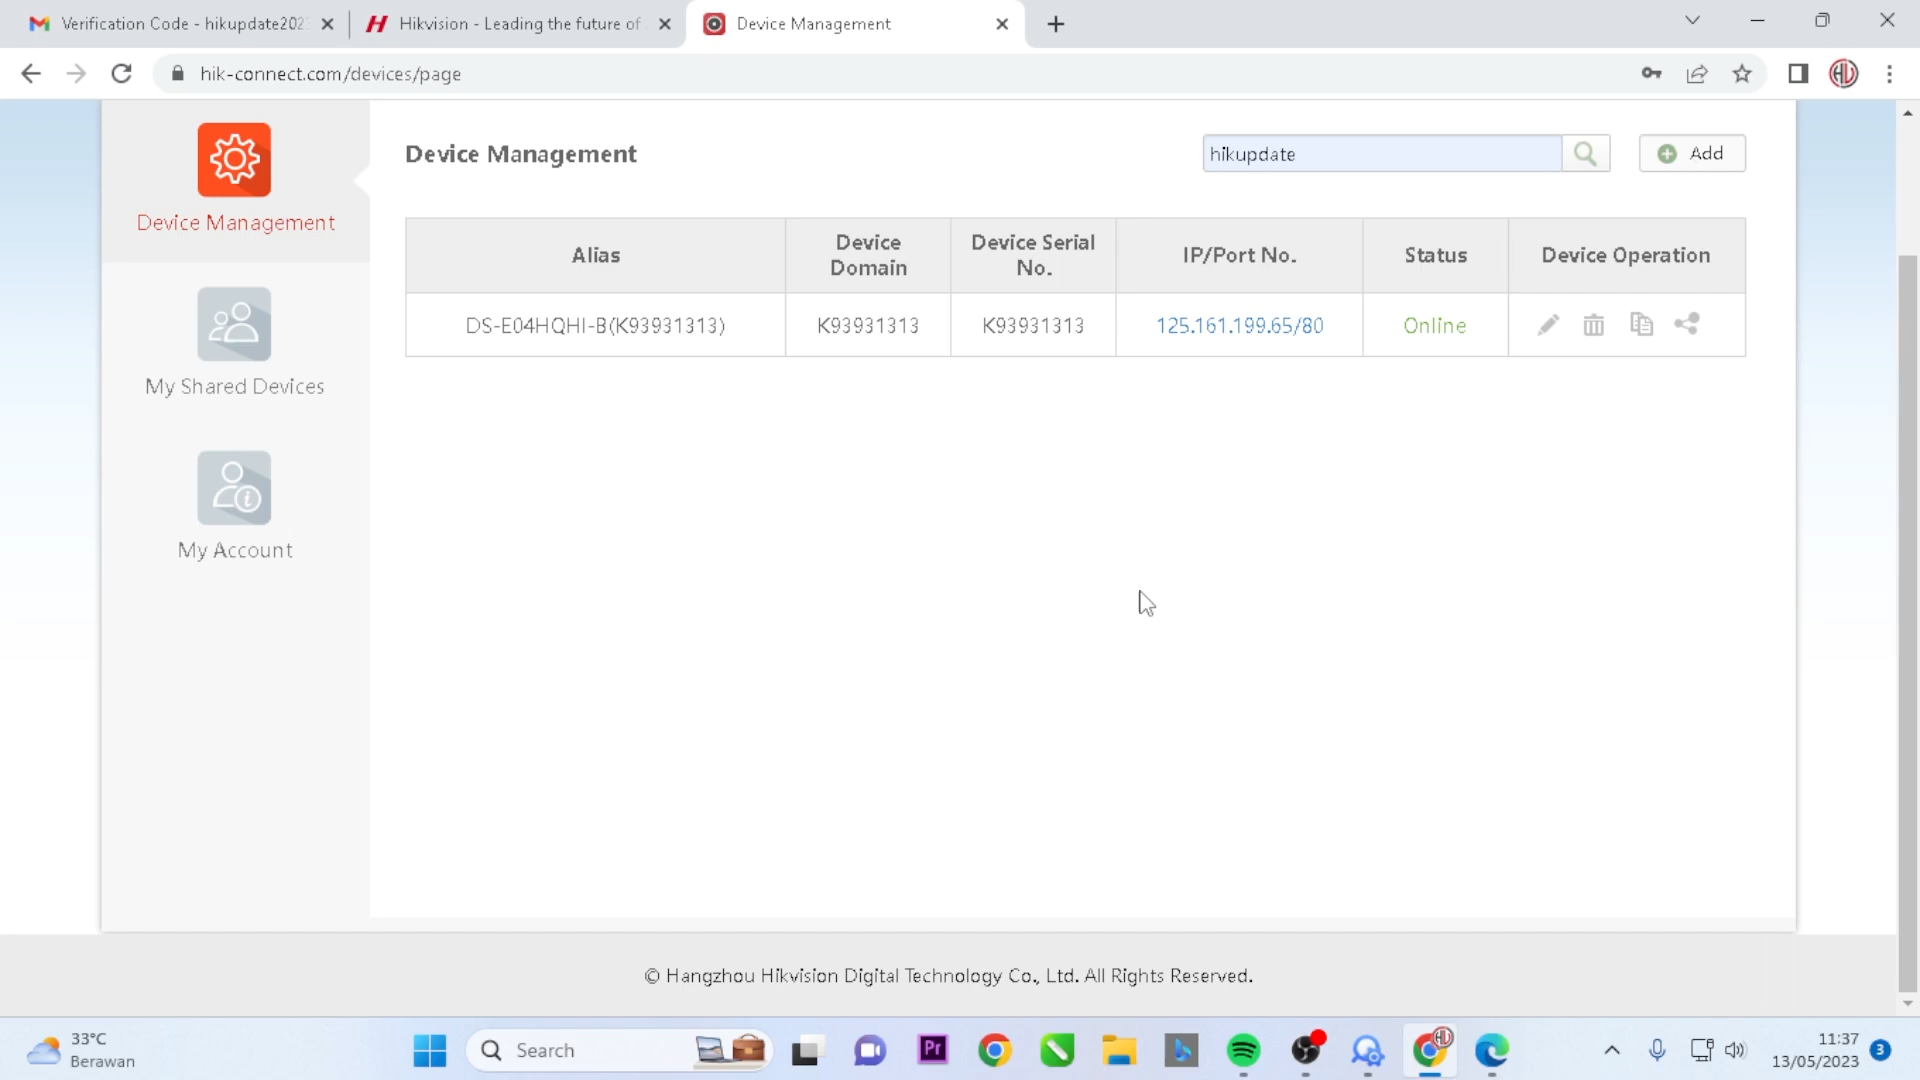 Verification Code - hikupdate202
Hikvision - Leading the future of
Device Management
hik-connect.com/devices/page
Device Management
My Shared Devices
My Account
Device Management
hikupdate
Add
Alias
Device Domain
Device Serial No.
IP/Port No.
Status
Device Operation
DS-E04HQHI-B(K93931313)
K93931313
K93931313
125.161.199.65/80
Online
© Hangzhou Hikvision Digital Technology Co., Ltd. All Rights Reserved.
33°C
Berawan
Search
Pr
11:37
13/05/2023
3